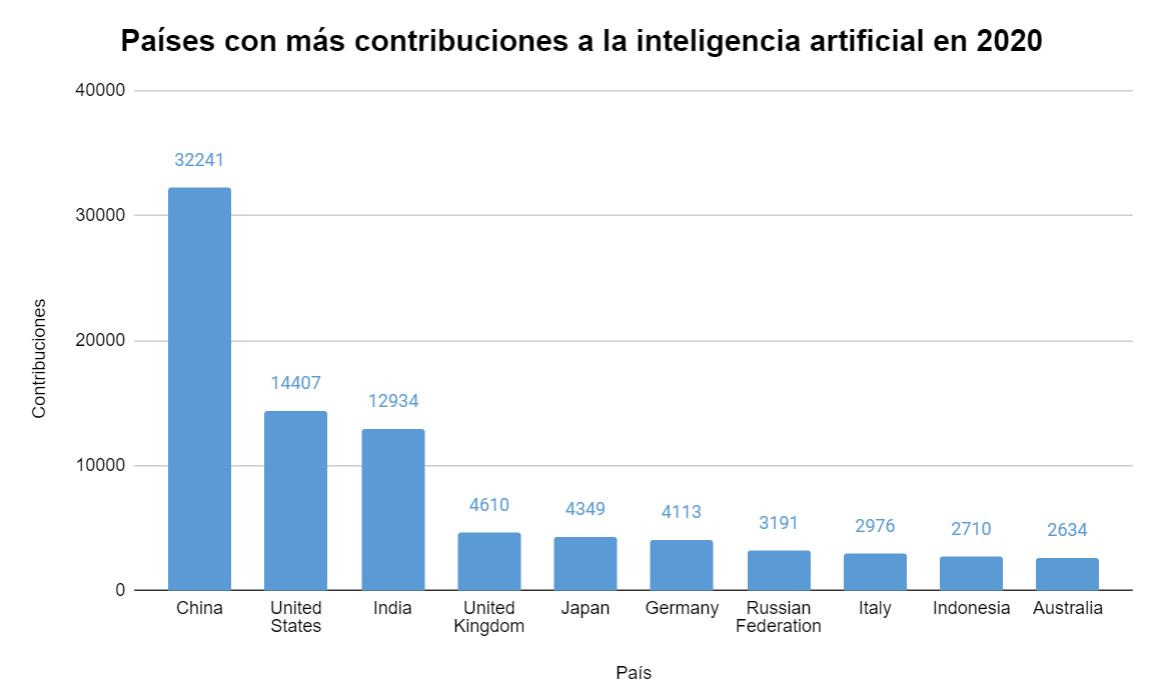 Países con más contribuciones a la inteligencia artificial en 2020
40000
30000
20000
10000
0
Contribuciones
32241
14407
12934
4610
4349
4113
3191
2976
2710
2634
China
United
States
India
United
Kingdom
Japan
Germany
Russian
Federation
Italy
Indonesia
Australia
País